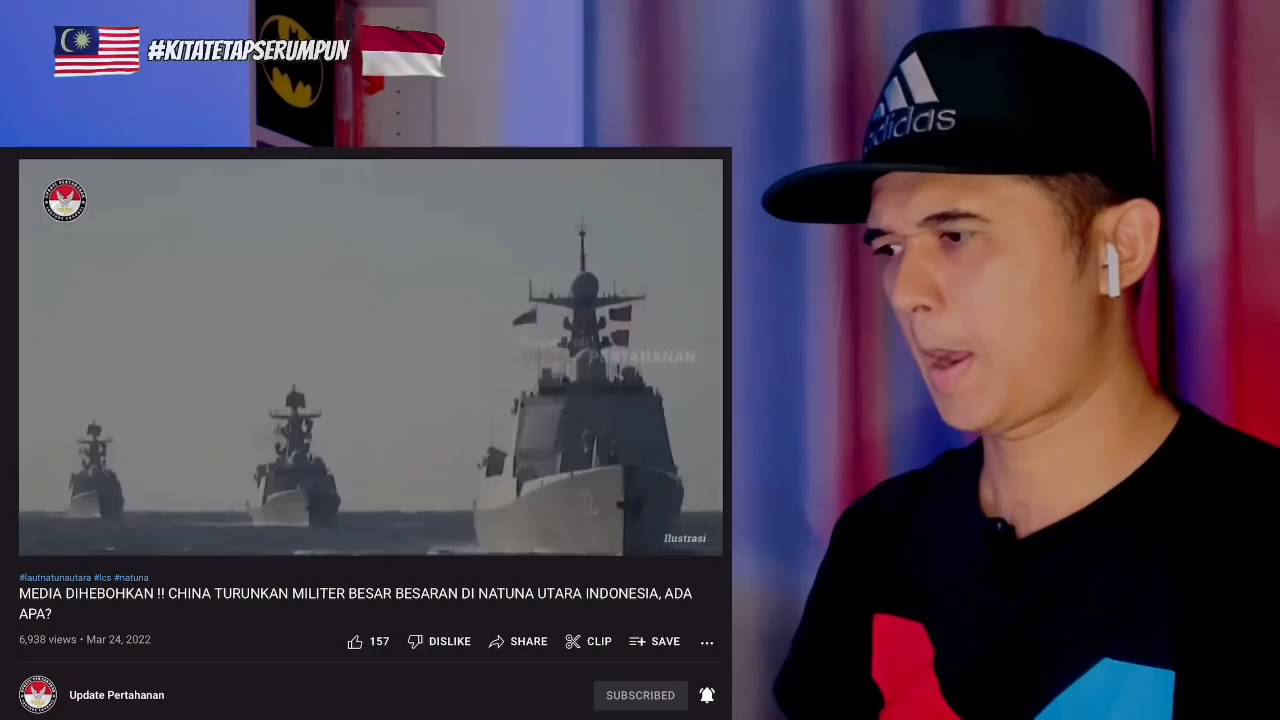 #KITATETAPSERUMPUN
adidas
PERTAHANAN
Ilustrasi
#lautnatunautara #lcs #natuna
MEDIA DIHEBOHKAN !! CHINA TURUNKAN MILITER BESAR BESARAN DI NATUNA UTARA INDONESIA, ADA
APA?
6,938 views • Mar 24, 2022
157
DISLIKE
SHARE
CLIP
SAVE
Update Pertahanan
SUBSCRIBED